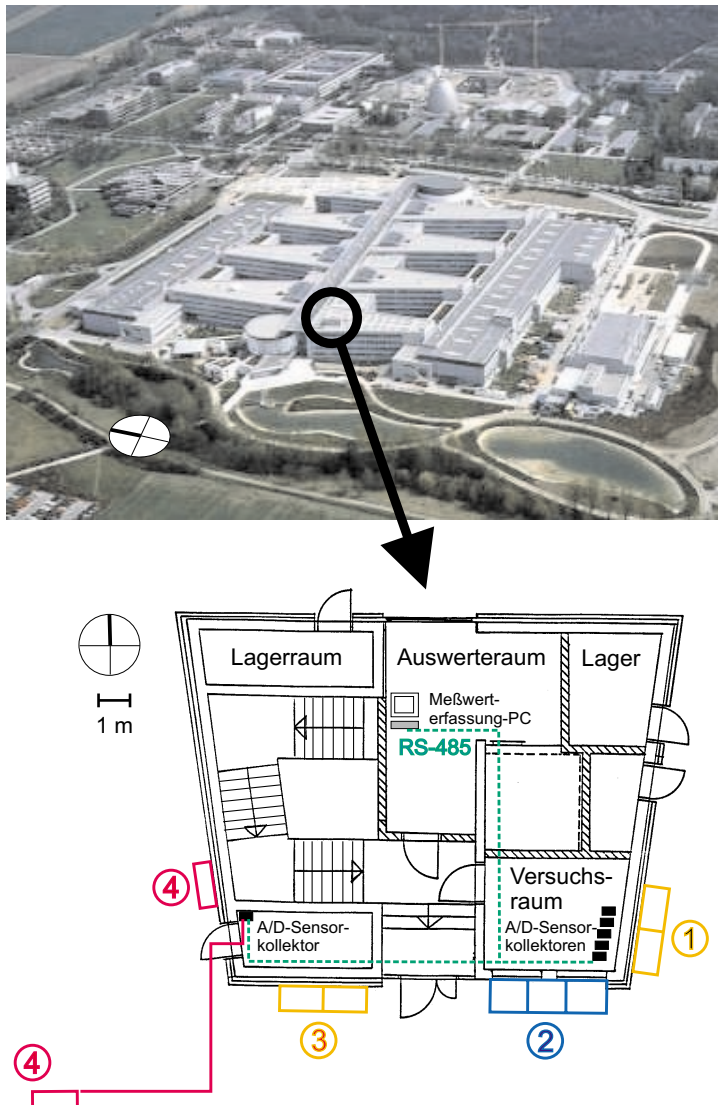 Lagerraum
Auswerteraum
Lager
Meßwert-
erfassung-PC
1 m
RS-485
Versuchs-
raum
4
A/D-Sensor-
kollektor
A/D-Sensor-
kollektoren
1
3
2
4